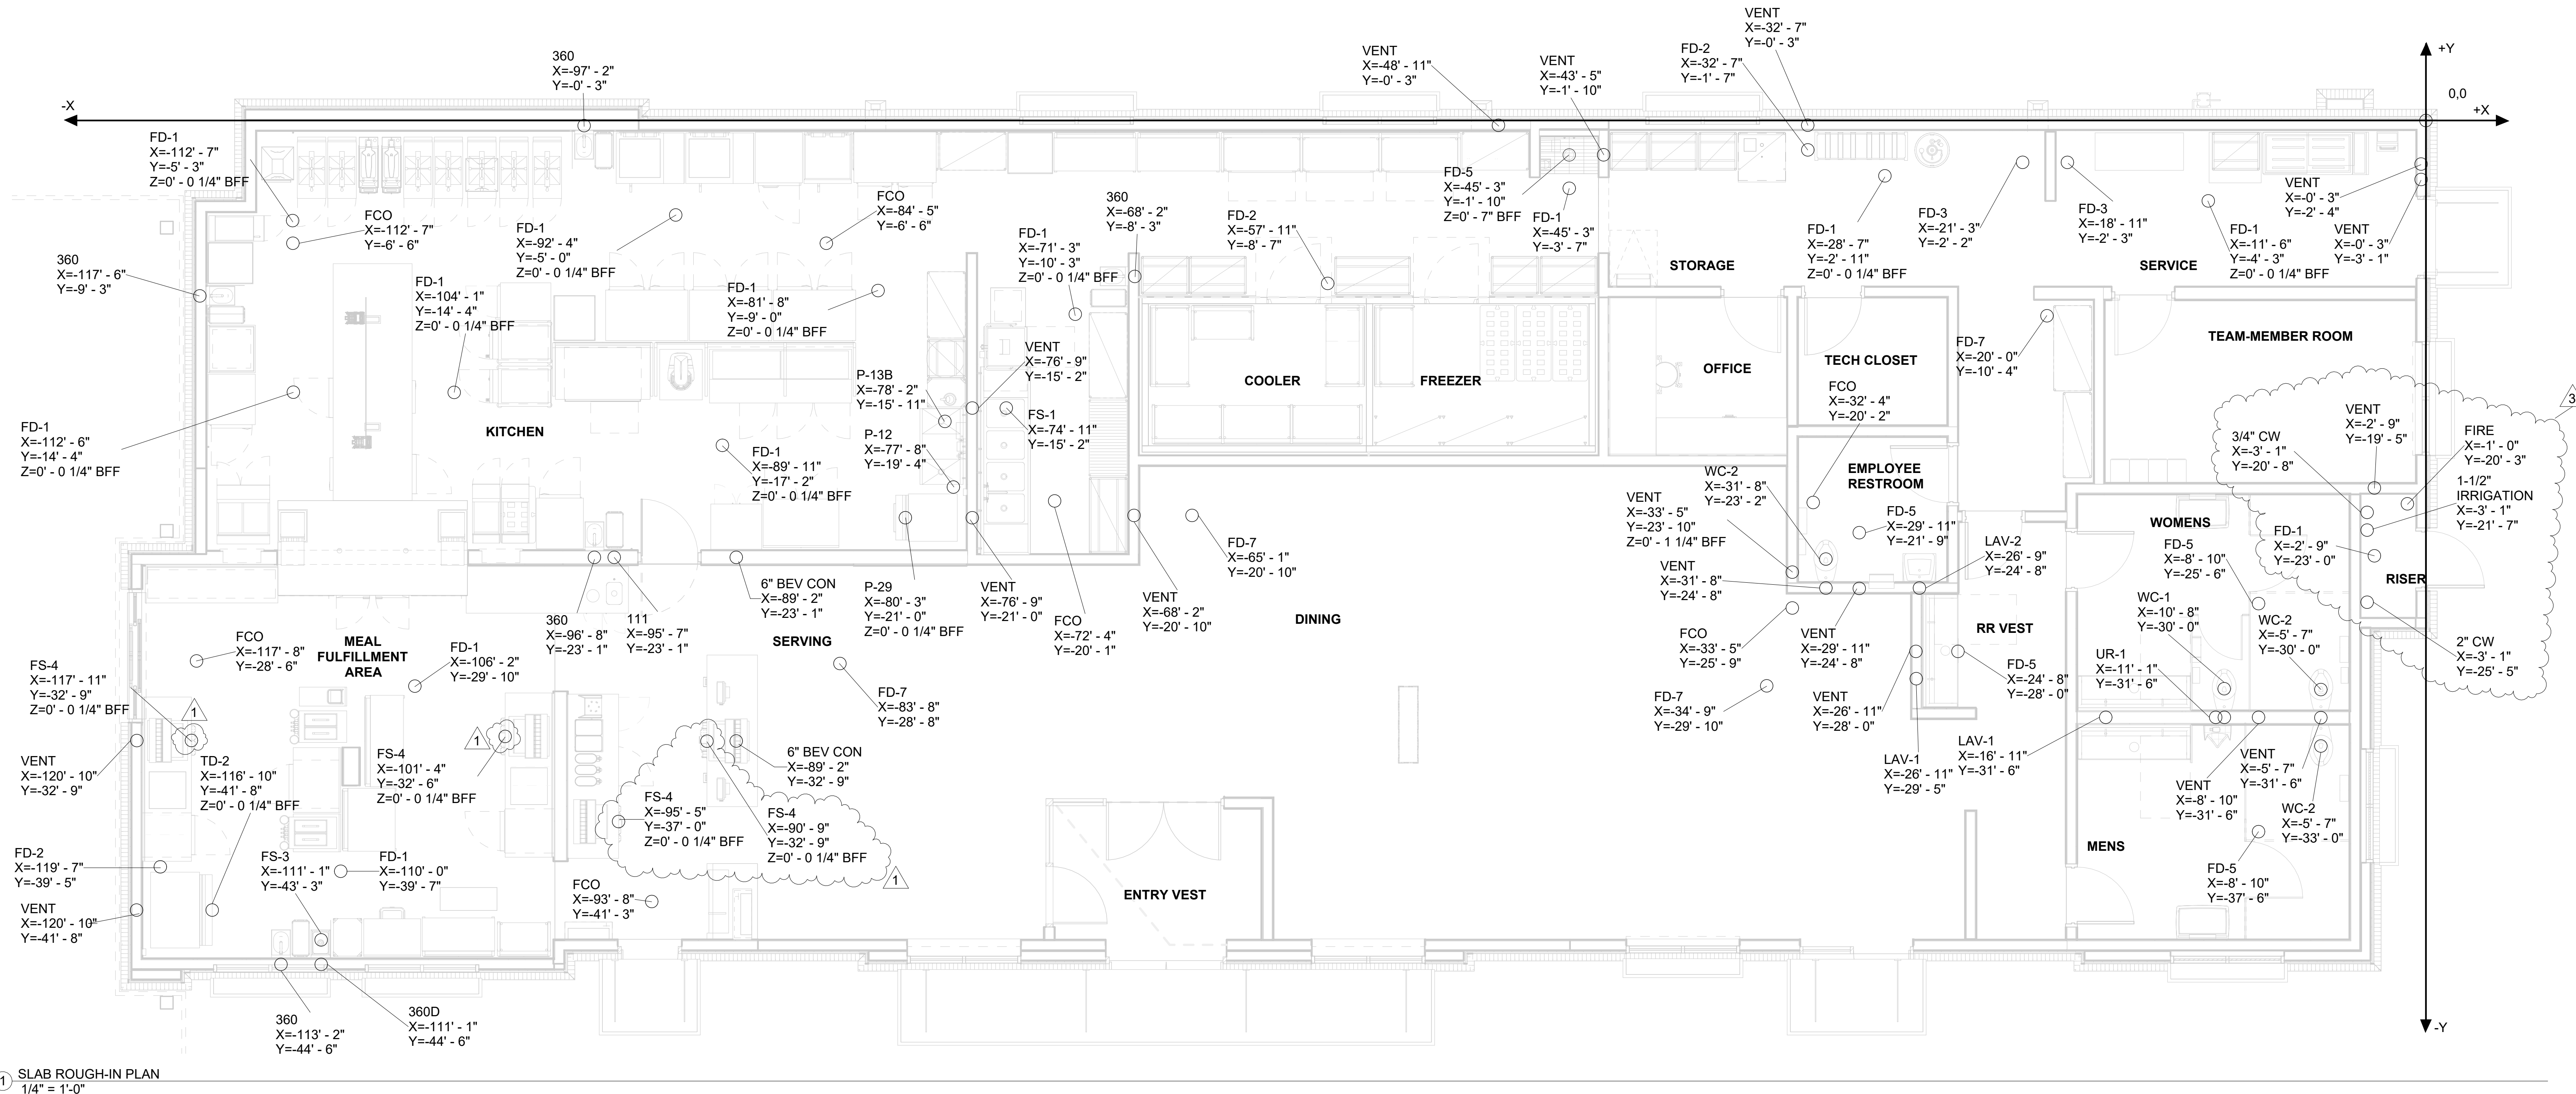 VENT
X=-32' - 7"
Y=-0' - 3"
360
X=-97' - 2"
Y=-0' - 3"
VENT
X=-48' - 11"
Y=-0' - 3"
VENT
X=-43' - 5"
Y=-1' - 10"
FD-2
X=-32' - 7"
Y=-1' - 7"
+Y
0,0
-X
+X
FD-1
X=-112' - 7"
Y=-5' - 3"
Z=0' - 0 1/4" BFF
FCO
X=-112' - 7"
Y=-6' - 6"
FD-1
X=-92' - 4"
Y=-5' - 0"
Z=0' - 0 1/4" BFF
FCO
X=-84' - 5"
Y=-6' - 6"
360
X=-68' - 2"
Y=-8' - 3"
FD-2
X=-57' - 11"
Y=-8' - 7"
FD-5
X=-45' - 3"
Y=-1' - 10"
Z=0' - 7" BFF
FD-1
X=-45' - 3"
Y=-3' - 7"
FD-1
X=-28' - 7"
Y=-2' - 11"
Z=0' - 0 1/4" BFF
FD-3
X=-21' - 3"
Y=-2' - 2"
FD-3
X=-18' - 11"
Y=-2' - 3"
VENT
X=-0' - 3"
Y=-2' - 4"
FD-1
X=-11' - 6"
Y=-4' - 3"
Z=0' - 0 1/4" BFF
VENT
X=-0' - 3"
Y=-3' - 1"
360
X=-117' - 6"
Y=-9' - 3"
FD-1
X=-104' - 1"
Y=-14' - 4"
Z=0' - 0 1/4" BFF
FD-1
X=-81' - 8"
Y=-9' - 0"
Z=0' - 0 1/4" BFF
FD-1
X=-71' - 3"
Y=-10' - 3"
Z=0' - 0 1/4" BFF
STORAGE
SERVICE
VENT
X=-76' - 9"
Y=-15' - 2"
P-13B
X=-78' - 2"
Y=-15' - 11"
FS-1
X=-74' - 11"
Y=-15' - 2"
COOLER
FREEZER
OFFICE
TECH CLOSET
FD-7
X=-20' - 0"
Y=-10' - 4"
TEAM-MEMBER ROOM
FCO
X=-32' - 4"
Y=-20' - 2"
FD-1
X=-112' - 6"
Y=-14' - 4"
Z=0' - 0 1/4" BFF
KITCHEN
FD-1
X=-89' - 11"
Y=-17' - 2"
Z=0' - 0 1/4" BFF
P-12
X=-77' - 8"
Y=-19' - 4"
WC-2
X=-31' - 8"
Y=-23' - 2"
EMPLOYEE
RESTROOM
VENT
X=-2' - 9"
Y=-19' - 5"
3
FIRE
X=-1' - 0"
Y=-20' - 3"
3/4" CW
X=-3' - 1"
Y=-20' - 8"
1-1/2"
IRRIGATION
X=-3' - 1"
Y=-21' - 7"
VENT
X=-33' - 5"
Y=-23' - 10"
Z=0' - 1 1/4" BFF
FD-5
X=-29' - 11"
Y=-21' - 9"
WOMENS
FD-5
X=-8' - 10"
Y=-25' - 6"
FD-1
X=-2' - 9"
Y=-23' - 0"
RISER
6" BEV CON
X=-89' - 2"
Y=-23' - 1"
P-29
X=-80' - 3"
Y=-21' - 0"
Z=0' - 0 1/4" BFF
VENT
X=-76' - 9"
Y=-21' - 0"
FCO
X=-72' - 4"
Y=-20' - 1"
VENT
X=-68' - 2"
Y=-20' - 10"
FD-7
X=-65' - 1"
Y=-20' - 10"
VENT
X=-31' - 8"
Y=-24' - 8"
LAV-2
X=-26' - 9"
Y=-24' - 8"
WC-1
X=-10' - 8"
Y=-30' - 0"
WC-2
X=-5' - 7"
Y=-30' - 0"
2" CW
X=-3' - 1"
Y=-25' - 5"
360
X=-96' - 8"
Y=-23' - 1"
111
X=-95' - 7"
Y=-23' - 1"
SERVING
DINING
FCO
X=-33' - 5"
Y=-25' - 9"
VENT
X=-29' - 11"
Y=-24' - 8"
RR VEST
FCO
X=-117' - 8"
Y=-28' - 6"
MEAL
FULFILLMENT
AREA
FD-1
X=-106' - 2"
Y=-29' - 10"
FS-4
X=-117' - 11"
Y=-32' - 9"
Z=0' - 0 1/4" BFF
1
FD-7
X=-83' - 8"
Y=-28' - 8"
FD-7
X=-34' - 9"
Y=-29' - 10"
FD-5
X=-24' - 8"
Y=-28' - 0"
VENT
X=-26' - 11"
Y=-28' - 0"
UR-1
X=-11' - 1"
Y=-31' - 6"
LAV-1
X=-16' - 11"
Y=-31' - 6"
VENT
X=-5' - 7"
Y=-31' - 6"
LAV-1
X=-26' - 11"
Y=-29' - 5"
VENT
X=-8' - 10"
Y=-31' - 6"
WC-2
X=-5' - 7"
Y=-33' - 0"
VENT
X=-120' - 10"
Y=-32' - 9"
TD-2
X=-116' - 10"
Y=-41' - 8"
Z=0' - 0 1/4" BFF
1
FS-4
X=-101' - 4"
Y=-32' - 6"
Z=0' - 0 1/4" BFF
6" BEV CON
X=-89' - 2"
Y=-32' - 9"
FS-4
X=-95' - 5"
Y=-37' - 0"
Z=0' - 0 1/4" BFF
FS-4
X=-90' - 9"
Y=-32' - 9"
Z=0' - 0 1/4" BFF
1
MENS
FD-5
X=-8' - 10"
Y=-37' - 6"
FD-2
X=-119' - 7"
Y=-39' - 5"
FS-3
X=-111' - 1"
Y=-43' - 3"
FD-1
X=-110' - 0"
Y=-39' - 7"
FCO
X=-93' - 8"
Y=-41' - 3"
ENTRY VEST
VENT
X=-120' - 10"
Y=-41' - 8"
360
X=-113' - 2"
Y=-44' - 6"
360D
X=-111' - 1"
Y=-44' - 6"
-Y
1
SLAB ROUGH-IN PLAN
1/4" = 1'-0"